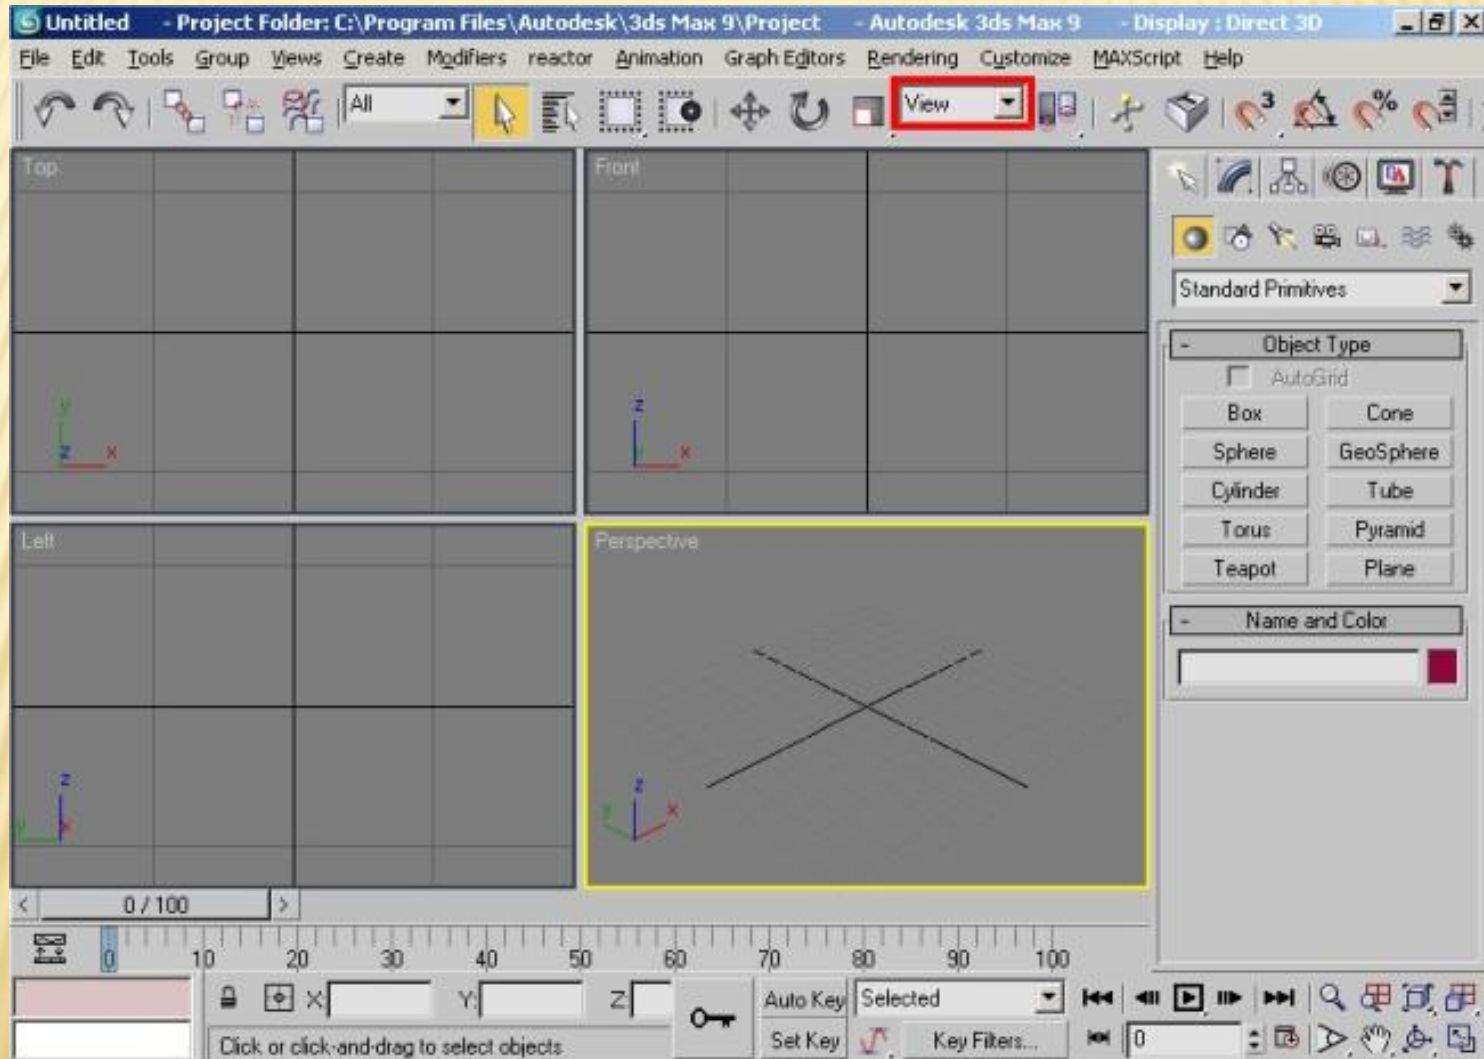 Untitled - Project Folder: C:\Program Files\Autodesk\3ds Max 9\Project - Autodesk 3ds Max 9 - Display : Direct 3D
File Edit Tools Group Views Create Modifiers reactor Animation Graph Editors Rendering Customize MAXScript Help
All View 3 %
Top Front
Standard Primitives
- Object Type
AutoGrid
Box Cone
Sphere GeoSphere
Cylinder Tube
Torus Pyramid
Teapot Plane
- Name and Color
y z x
z y x
Left Perspective
z y x
z y x
< 0 / 100 >
0 10 20 30 40 50 60 70 80 90 100
X: Y: Z: Auto Key Selected
Click or click-and-drag to select objects Set Key Key Filters... 0